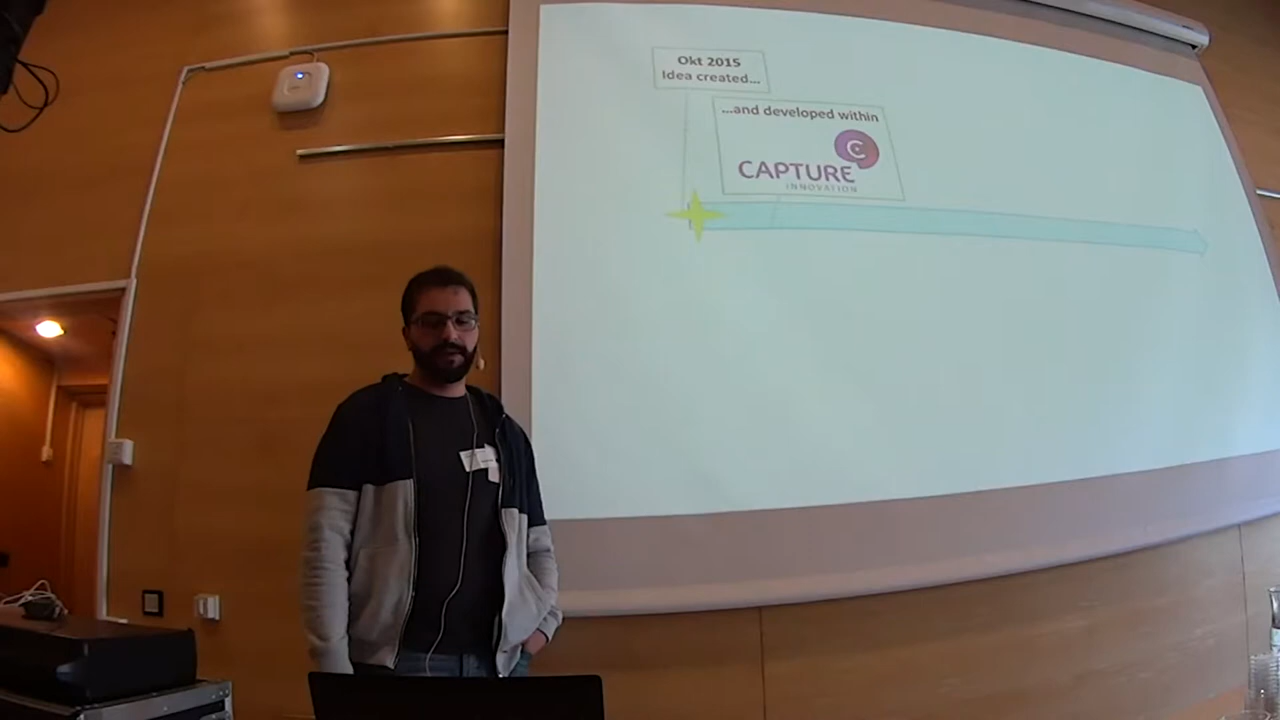 Okt 2015
Idea created...
...and developed within
CAPTURE
INNOVATION